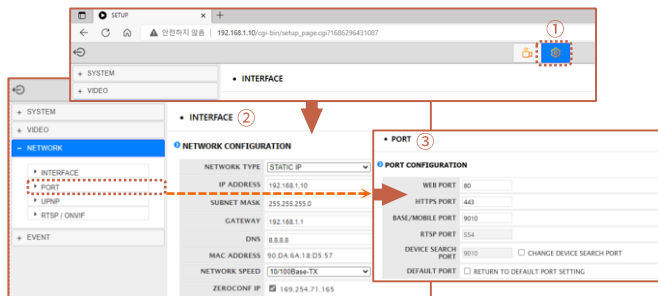 SETUP
안전하지 않음 | 192.168.1.10/cgi-bin/setup_page.cgi?1686296431087
①
+ SYSTEM
+ VIDEO
• INTERFACE
+ SYSTEM
+ VIDEO
− NETWORK
INTERFACE
PORT
UPNP
RTSP / ONVIF
+ EVENT
• INTERFACE ②
NETWORK CONFIGURATION
NETWORK TYPE STATIC IP
IP ADDRESS 192.168.1.10
SUBNET MASK 255.255.255.0
GATEWAY 192.168.1.1
DNS 8.8.8.8
MAC ADDRESS 90:DA:6A:18:D5:57
NETWORK SPEED 10/100Base-TX
ZEROCONF IP 169.254.71.165
• PORT ③
PORT CONFIGURATION
WEB PORT 80
HTTPS PORT 443
BASE/MOBILE PORT 9010
RTSP PORT 554
DEVICE SEARCH
PORT 9010 CHANGE DEVICE SEARCH PORT
DEFAULT PORT RETURN TO DEFAULT PORT SETTING